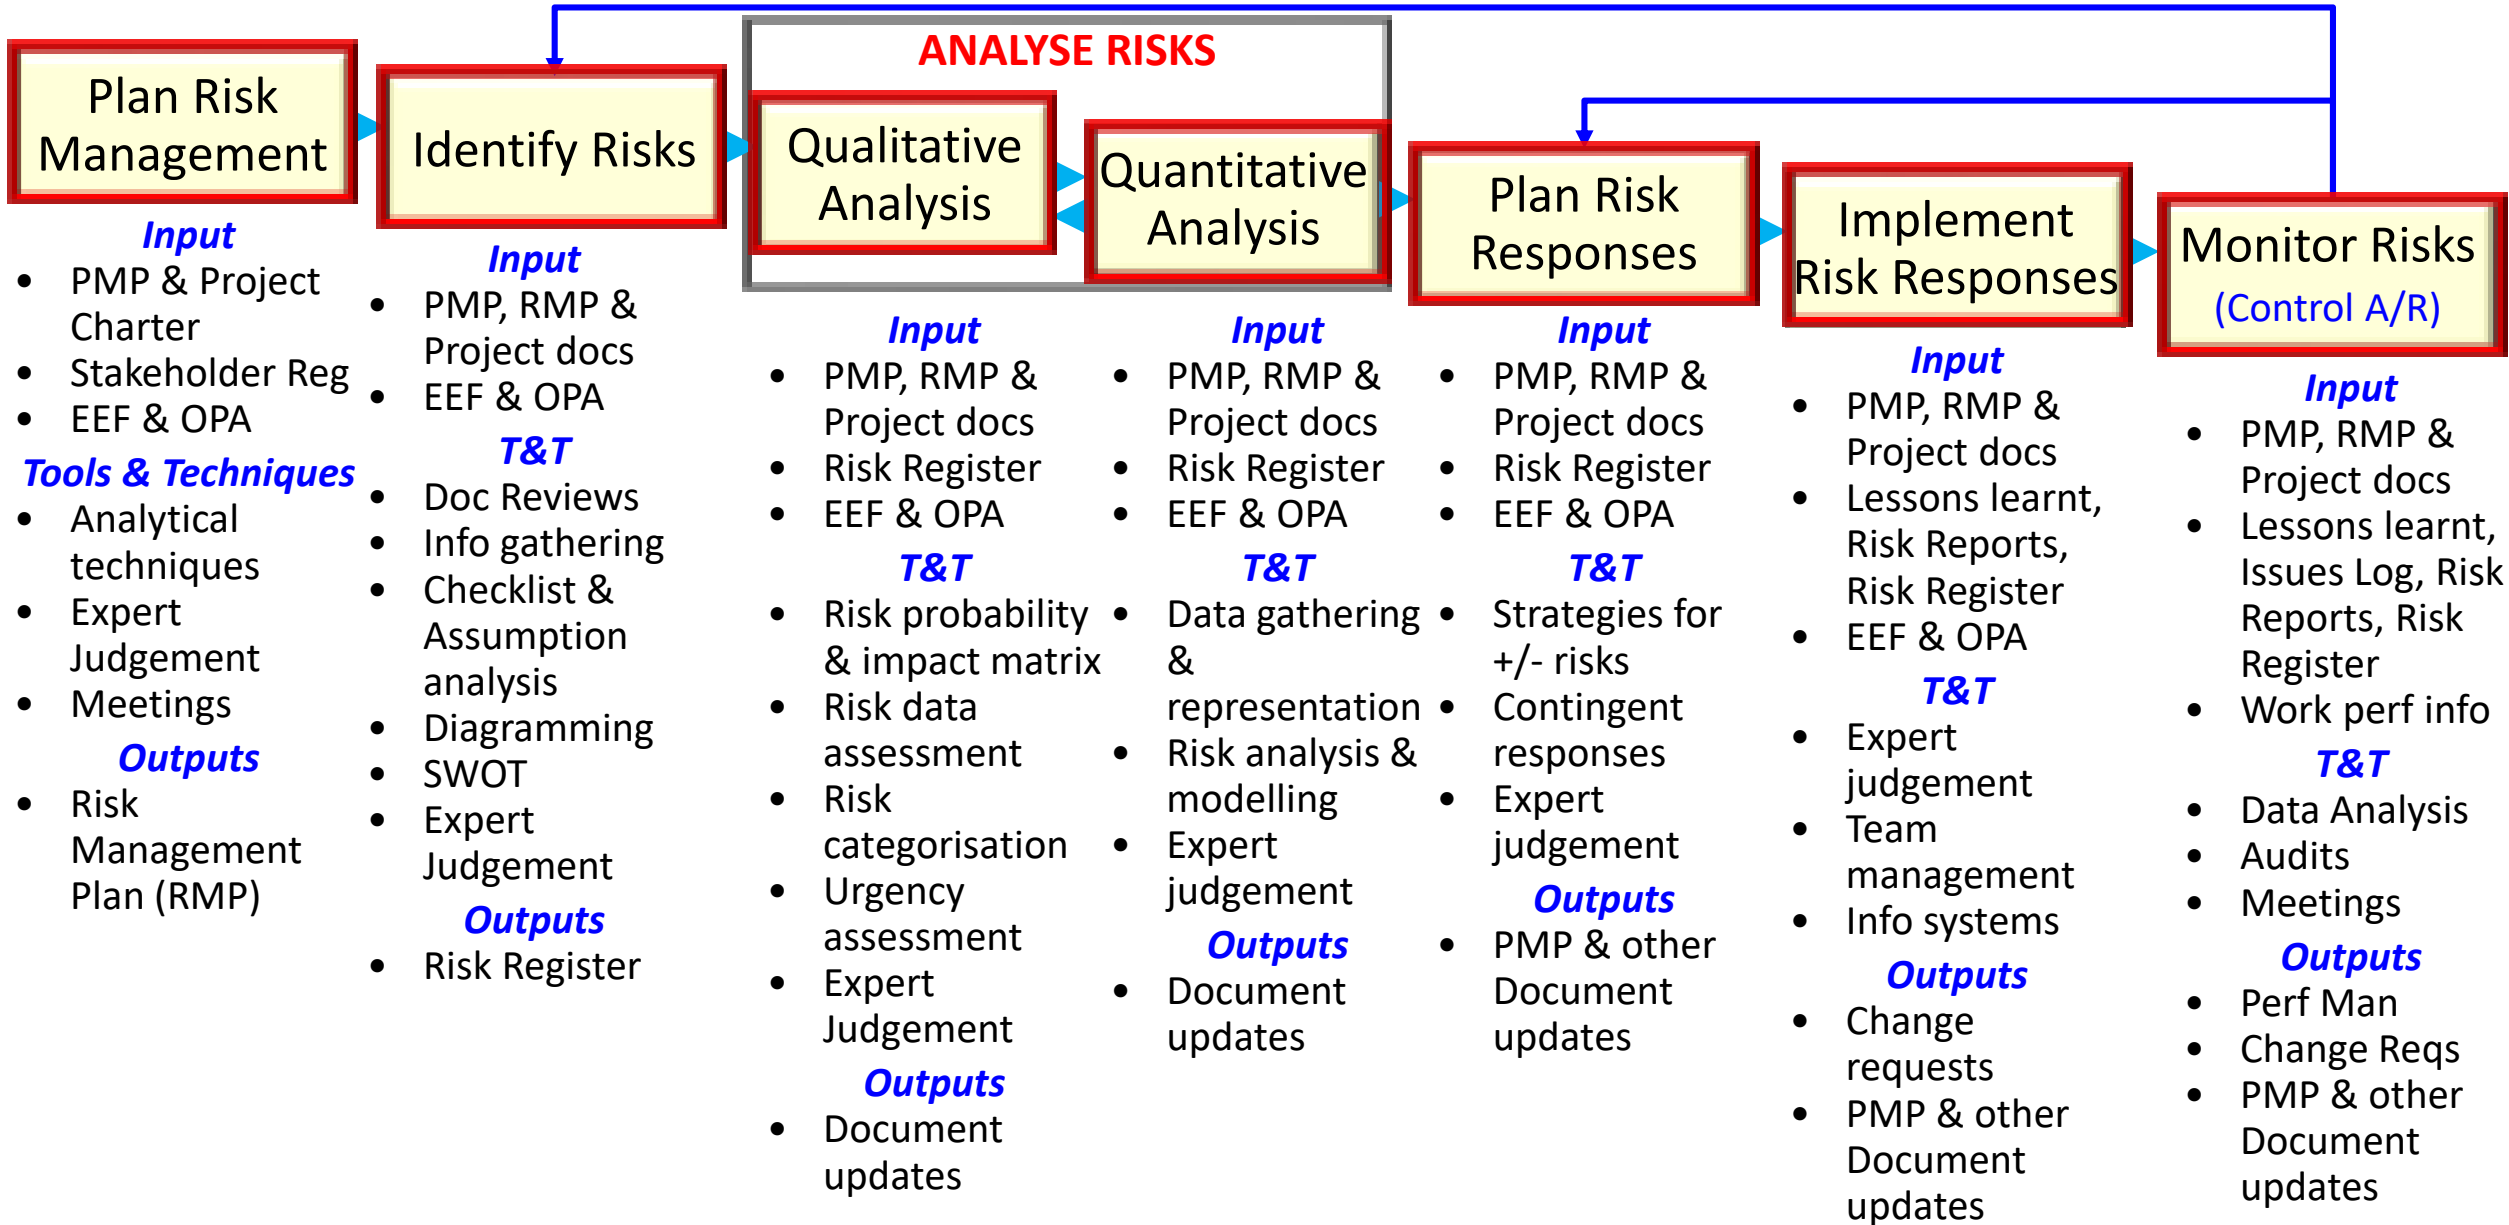 ANALYSE RISKS
Plan Risk
Management
Input
• PMP & Project
Charter
• Stakeholder Reg
• EEF & OPA
Tools & Techniques
• Analytical
techniques
• Expert
Judgement
• Meetings
Outputs
• Risk
Management
Plan (RMP)
Identify Risks
Input
• PMP, RMP &
Project docs
• EEF & OPA
T&T
• Doc Reviews
• Info gathering
• Checklist &
Assumption
analysis
• Diagramming
• SWOT
• Expert
Judgement
Outputs
• Risk Register
Qualitative
Analysis
Input
• PMP, RMP &
Project docs
• Risk Register
• EEF & OPA
T&T
• Risk probability
& impact matrix
• Risk data
assessment
• Risk
categorisation
• Urgency
assessment
• Expert
Judgement
Outputs
• Document
updates
Quantitative
Analysis
Input
• PMP, RMP &
Project docs
• Risk Register
• EEF & OPA
T&T
• Data gathering
&
representation
• Risk analysis &
modelling
• Expert
judgement
Outputs
• Document
updates
Plan Risk
Responses
Input
• PMP, RMP &
Project docs
• Risk Register
• EEF & OPA
T&T
• Strategies for
+/- risks
• Contingent
responses
• Expert
judgement
Outputs
• PMP & other
Document
updates
Implement
Risk Responses
Input
• PMP, RMP &
Project docs
• Lessons learnt,
Risk Reports,
Risk Register
• EEF & OPA
T&T
• Expert
judgement
• Team
management
• Info systems
Outputs
• Change
requests
• PMP & other
Document
updates
Monitor Risks
(Control A/R)
Input
• PMP, RMP &
Project docs
• Lessons learnt,
Issues Log, Risk
Reports, Risk
Register
• Work perf info
T&T
• Data Analysis
• Audits
• Meetings
Outputs
• Perf Man
• Change Reqs
• PMP & other
Document
updates